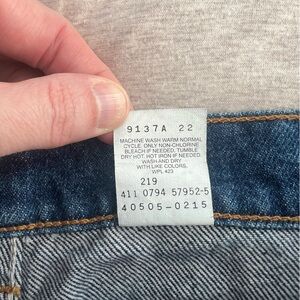 9137A 22
MACHINE WASH WARM NORMAL
CYCLE. ONLY NON-CHLORINE
BLEACH IF NEEDED. TUMBLE
DRY HOT. HOT IRON IF NEEDED.
WASH AND DRY
WITH LIKE COLORS.
WPL 423
219
411 0794 57952-5
40505-0215